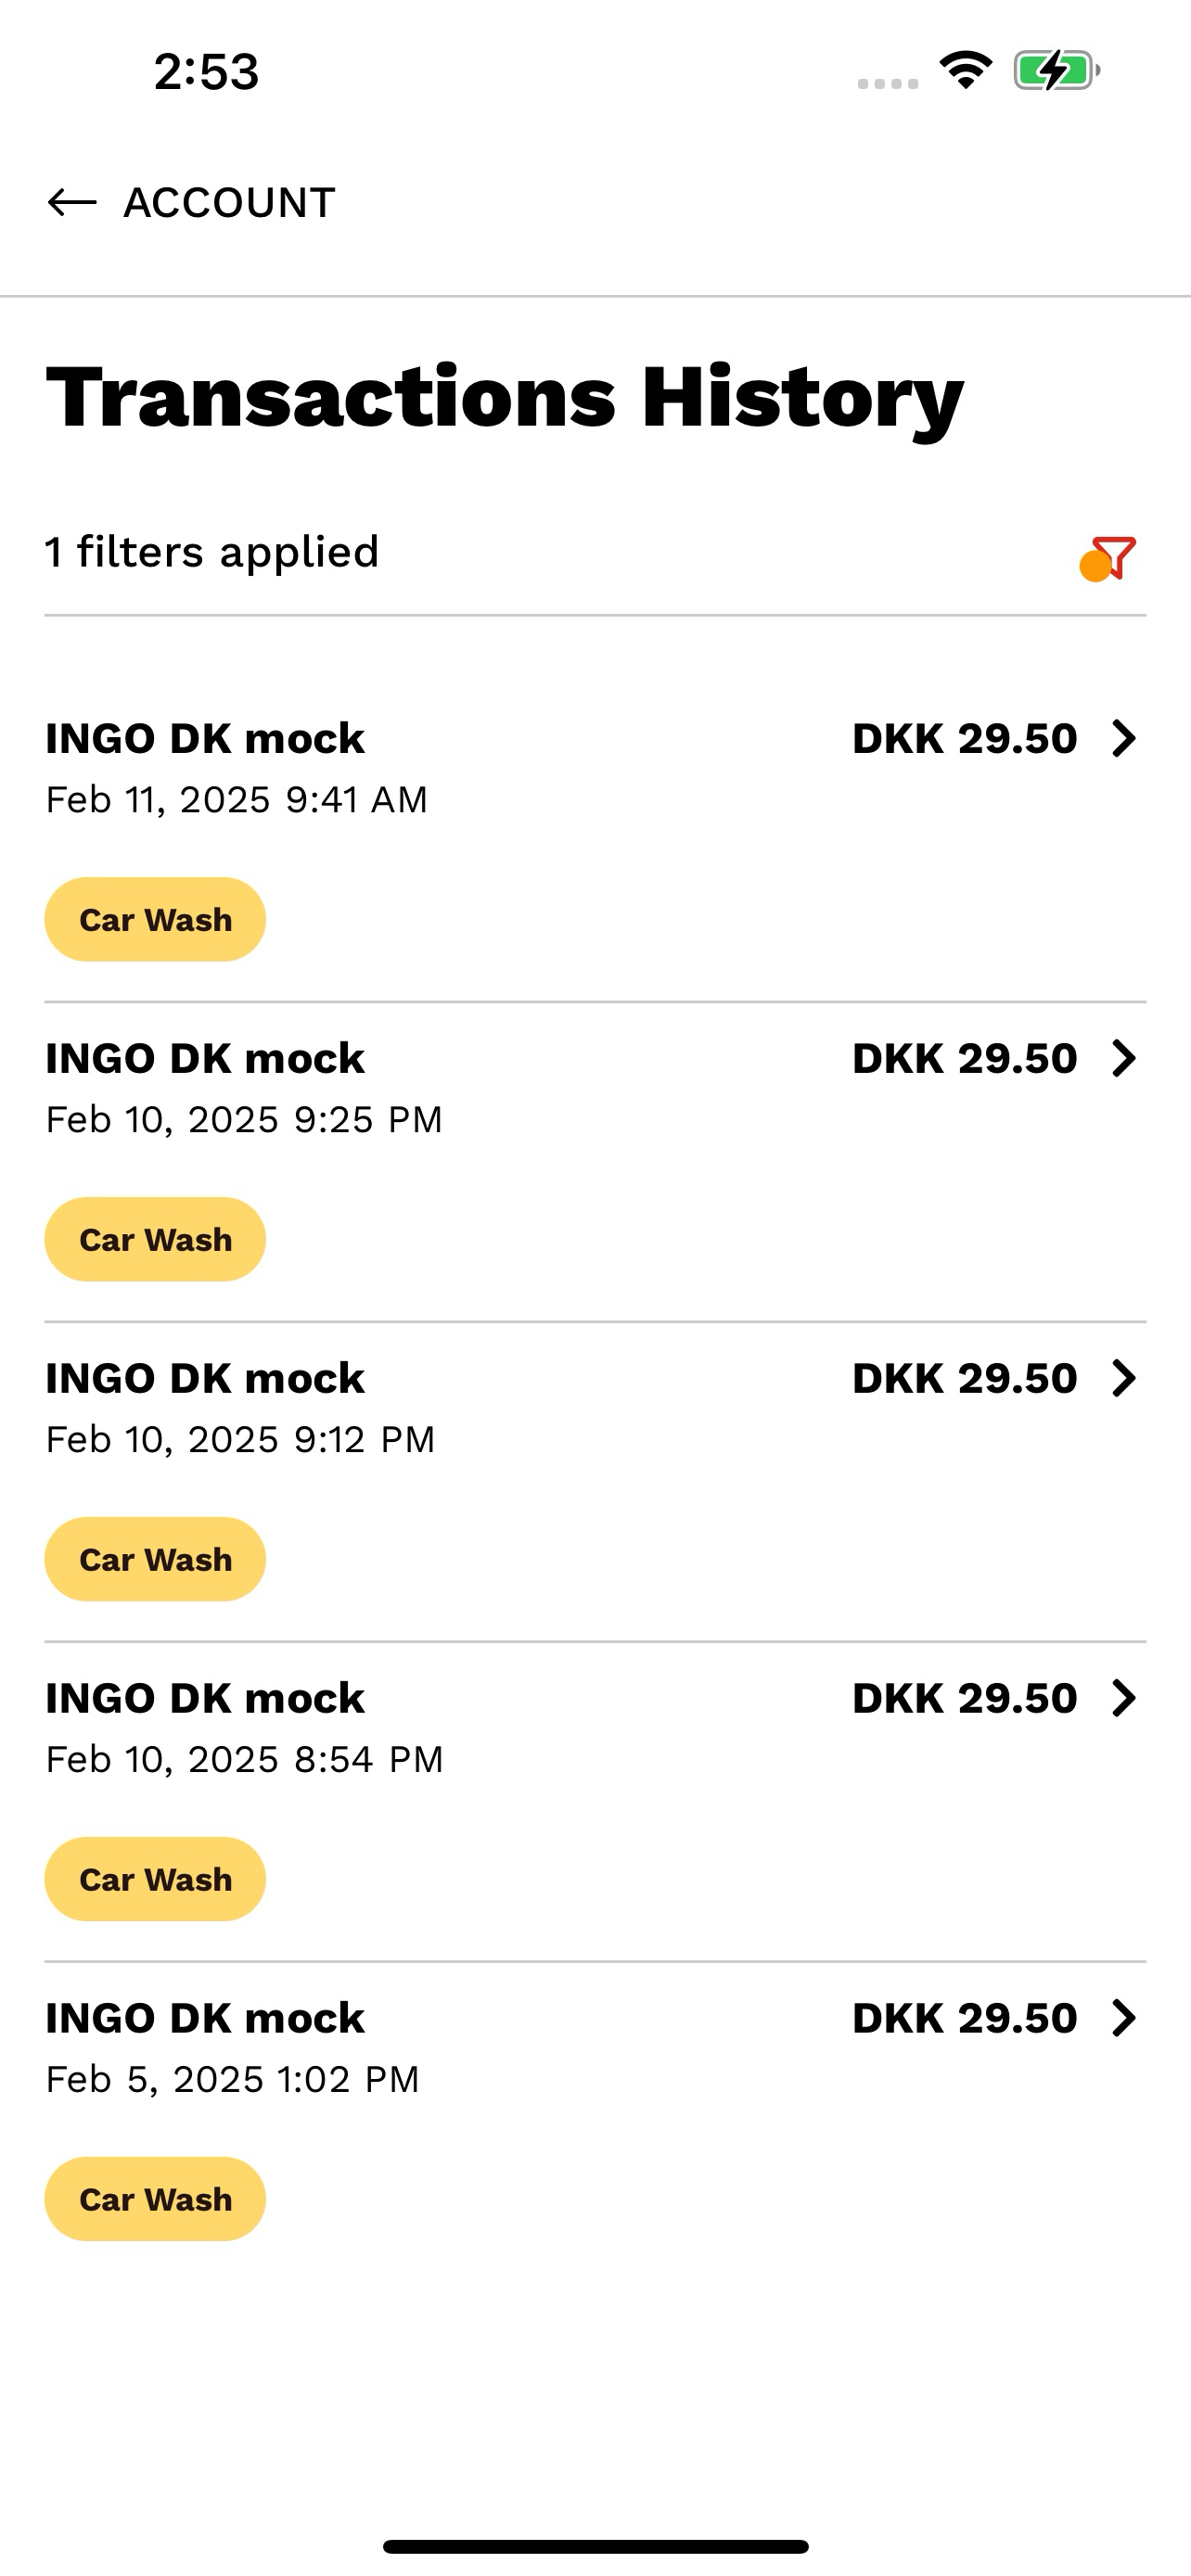 2:53
ACCOUNT
Transactions History
1 filters applied
INGO DK mock DKK 29.50
Feb 11, 2025 9:41 AM
Car Wash
INGO DK mock DKK 29.50
Feb 10, 2025 9:25 PM
Car Wash
INGO DK mock DKK 29.50
Feb 10, 2025 9:12 PM
Car Wash
INGO DK mock DKK 29.50
Feb 10, 2025 8:54 PM
Car Wash
INGO DK mock DKK 29.50
Feb 5, 2025 1:02 PM
Car Wash